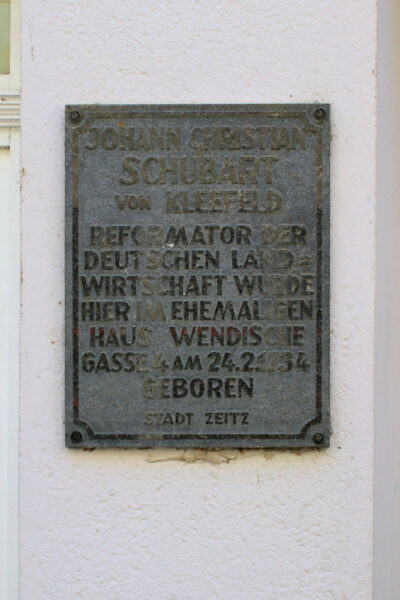 JOHANN CHRISTIAN
SCHUBART
VON KLEEFELD
REFORMATOR DER
DEUTSCHEN LAND=
WIRTSCHAFT WURDE
HIER IM EHEMALIGEN
HAUS WENDISCHE
GASSE 4 AM 24.2.1734
GEBOREN
STADT ZEITZ